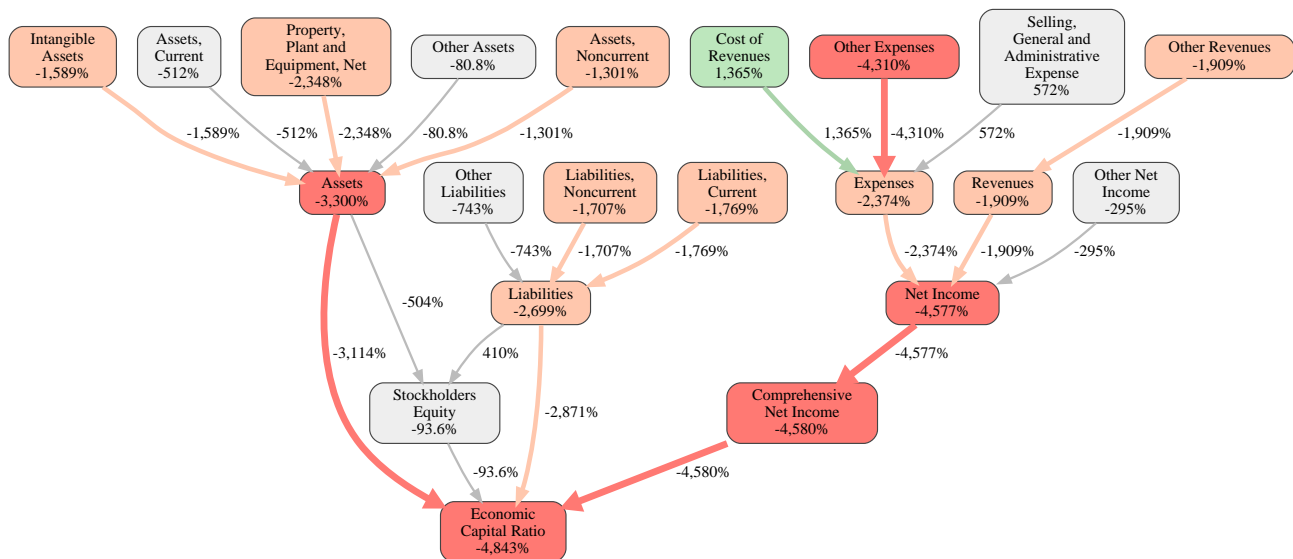 Intangible
Assets
-1,589%
Assets,
Current
-512%
Property,
Plant and
Equipment, Net
-2,348%
Other Assets
-80.8%
Assets,
Noncurrent
-1,301%
Cost of
Revenues
1,365%
Other Expenses
-4,310%
Selling,
General and
Administrative
Expense
572%
Other Revenues
-1,909%
-1,589%
-512%
-2,348%
-80.8%
-1,301%
1,365%
-4,310%
572%
-1,909%
Assets
-3,300%
Other
Liabilities
-743%
Liabilities,
Noncurrent
-1,707%
Liabilities,
Current
-1,769%
Expenses
-2,374%
Revenues
-1,909%
Other Net
Income
-295%
-743%
-1,707%
-1,769%
-2,374%
-1,909%
-295%
Liabilities
-2,699%
Net Income
-4,577%
-504%
-3,114%
410%
-4,577%
Stockholders
Equity
-93.6%
-2,871%
Comprehensive
Net Income
-4,580%
-93.6%
-4,580%
Economic
Capital Ratio
-4,843%